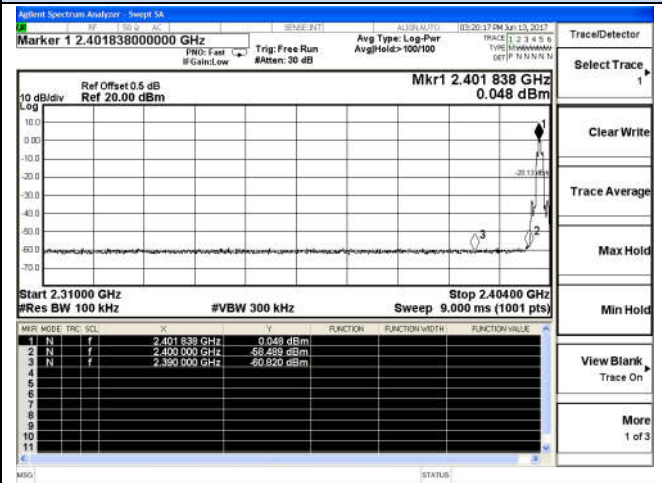 Agilent Spectrum Analyzer - Swept SA
RF 50 Ω AC SENSE:INT ALIGNAUTO 03:20:17 PM Jun 13, 2017
Marker 1 2.401838000000 GHz
PNO: Fast
IFGain:Low
Trig: Free Run
#Atten: 30 dB
Avg Type: Log-Pwr
Avg|Hold:>100/100
TRACE 1 2 3 4 5 6
TYPE
DET P N N N N N
Ref Offset 0.5 dB
Ref 20.00 dBm
10 dB/div
Log
Mkr1 2.401 838 GHz
0.048 dBm
10.0
0.00
-10.0
-20.0
-30.0
-40.0
-50.0
-60.0
-70.0
1
2
3
Start 2.31000 GHz
#Res BW 100 kHz
#VBW 300 kHz
Stop 2.40400 GHz
Sweep 9.000 ms (1001 pts)
MKR MODE TRC SCL X Y FUNCTION FUNCTION WIDTH FUNCTION VALUE
1 N f 2.401 838 GHz 0.048 dBm
2 N f 2.400 000 GHz -58.489 dBm
3 N f 2.390 000 GHz -60.820 dBm
4
5
6
7
8
9
10
11
MSG
STATUS
Trace/Detector
Select Trace
1
Clear Write
Trace Average
Max Hold
Min Hold
View Blank
Trace On
More
1 of 3